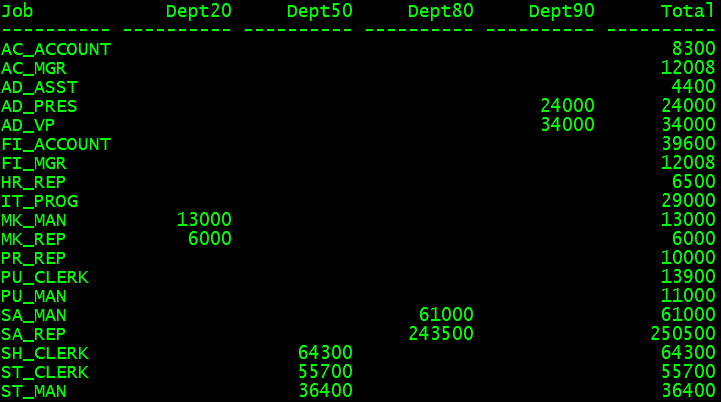 Job Dept20 Dept50 Dept80 Dept90 Total
---------- ---------- ---------- ---------- ---------- ----------
AC_ACCOUNT 8300
AC_MGR 12008
AD_ASST 4400
AD_PRES 24000 24000
AD_VP 34000 34000
FI_ACCOUNT 39600
FI_MGR 12008
HR_REP 6500
IT_PROG 29000
MK_MAN 13000 13000
MK_REP 6000 6000
PR_REP 10000
PU_CLERK 13900
PU_MAN 11000
SA_MAN 61000 61000
SA_REP 243500 250500
SH_CLERK 64300 64300
ST_CLERK 55700 55700
ST_MAN 36400 36400